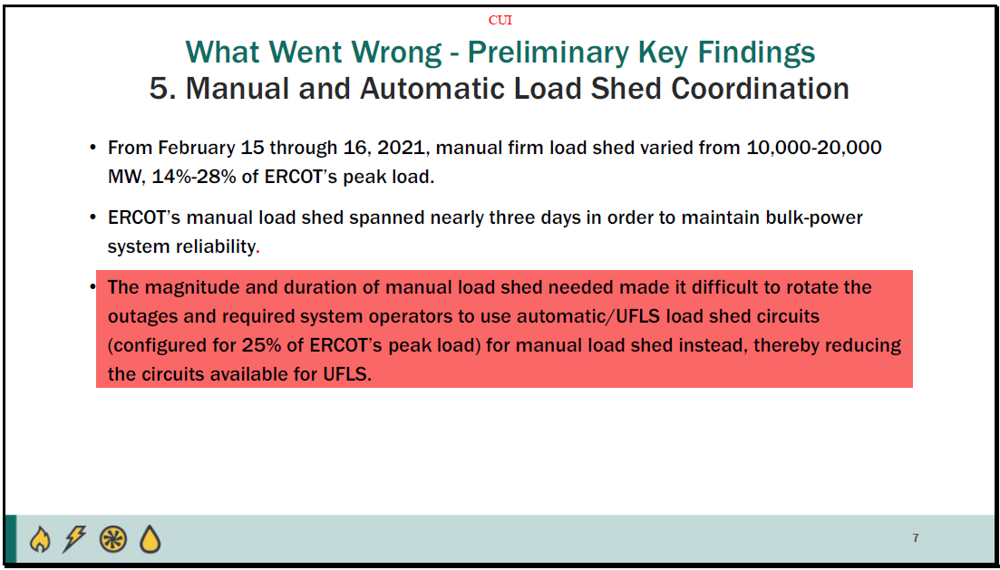 CUI
What Went Wrong - Preliminary Key Findings
5. Manual and Automatic Load Shed Coordination
• From February 15 through 16, 2021, manual firm load shed varied from 10,000-20,000
MW, 14%-28% of ERCOT’s peak load.
• ERCOT’s manual load shed spanned nearly three days in order to maintain bulk-power
system reliability.
• The magnitude and duration of manual load shed needed made it difficult to rotate the
outages and required system operators to use automatic/UFLS load shed circuits
(configured for 25% of ERCOT’s peak load) for manual load shed instead, thereby reducing
the circuits available for UFLS.
7